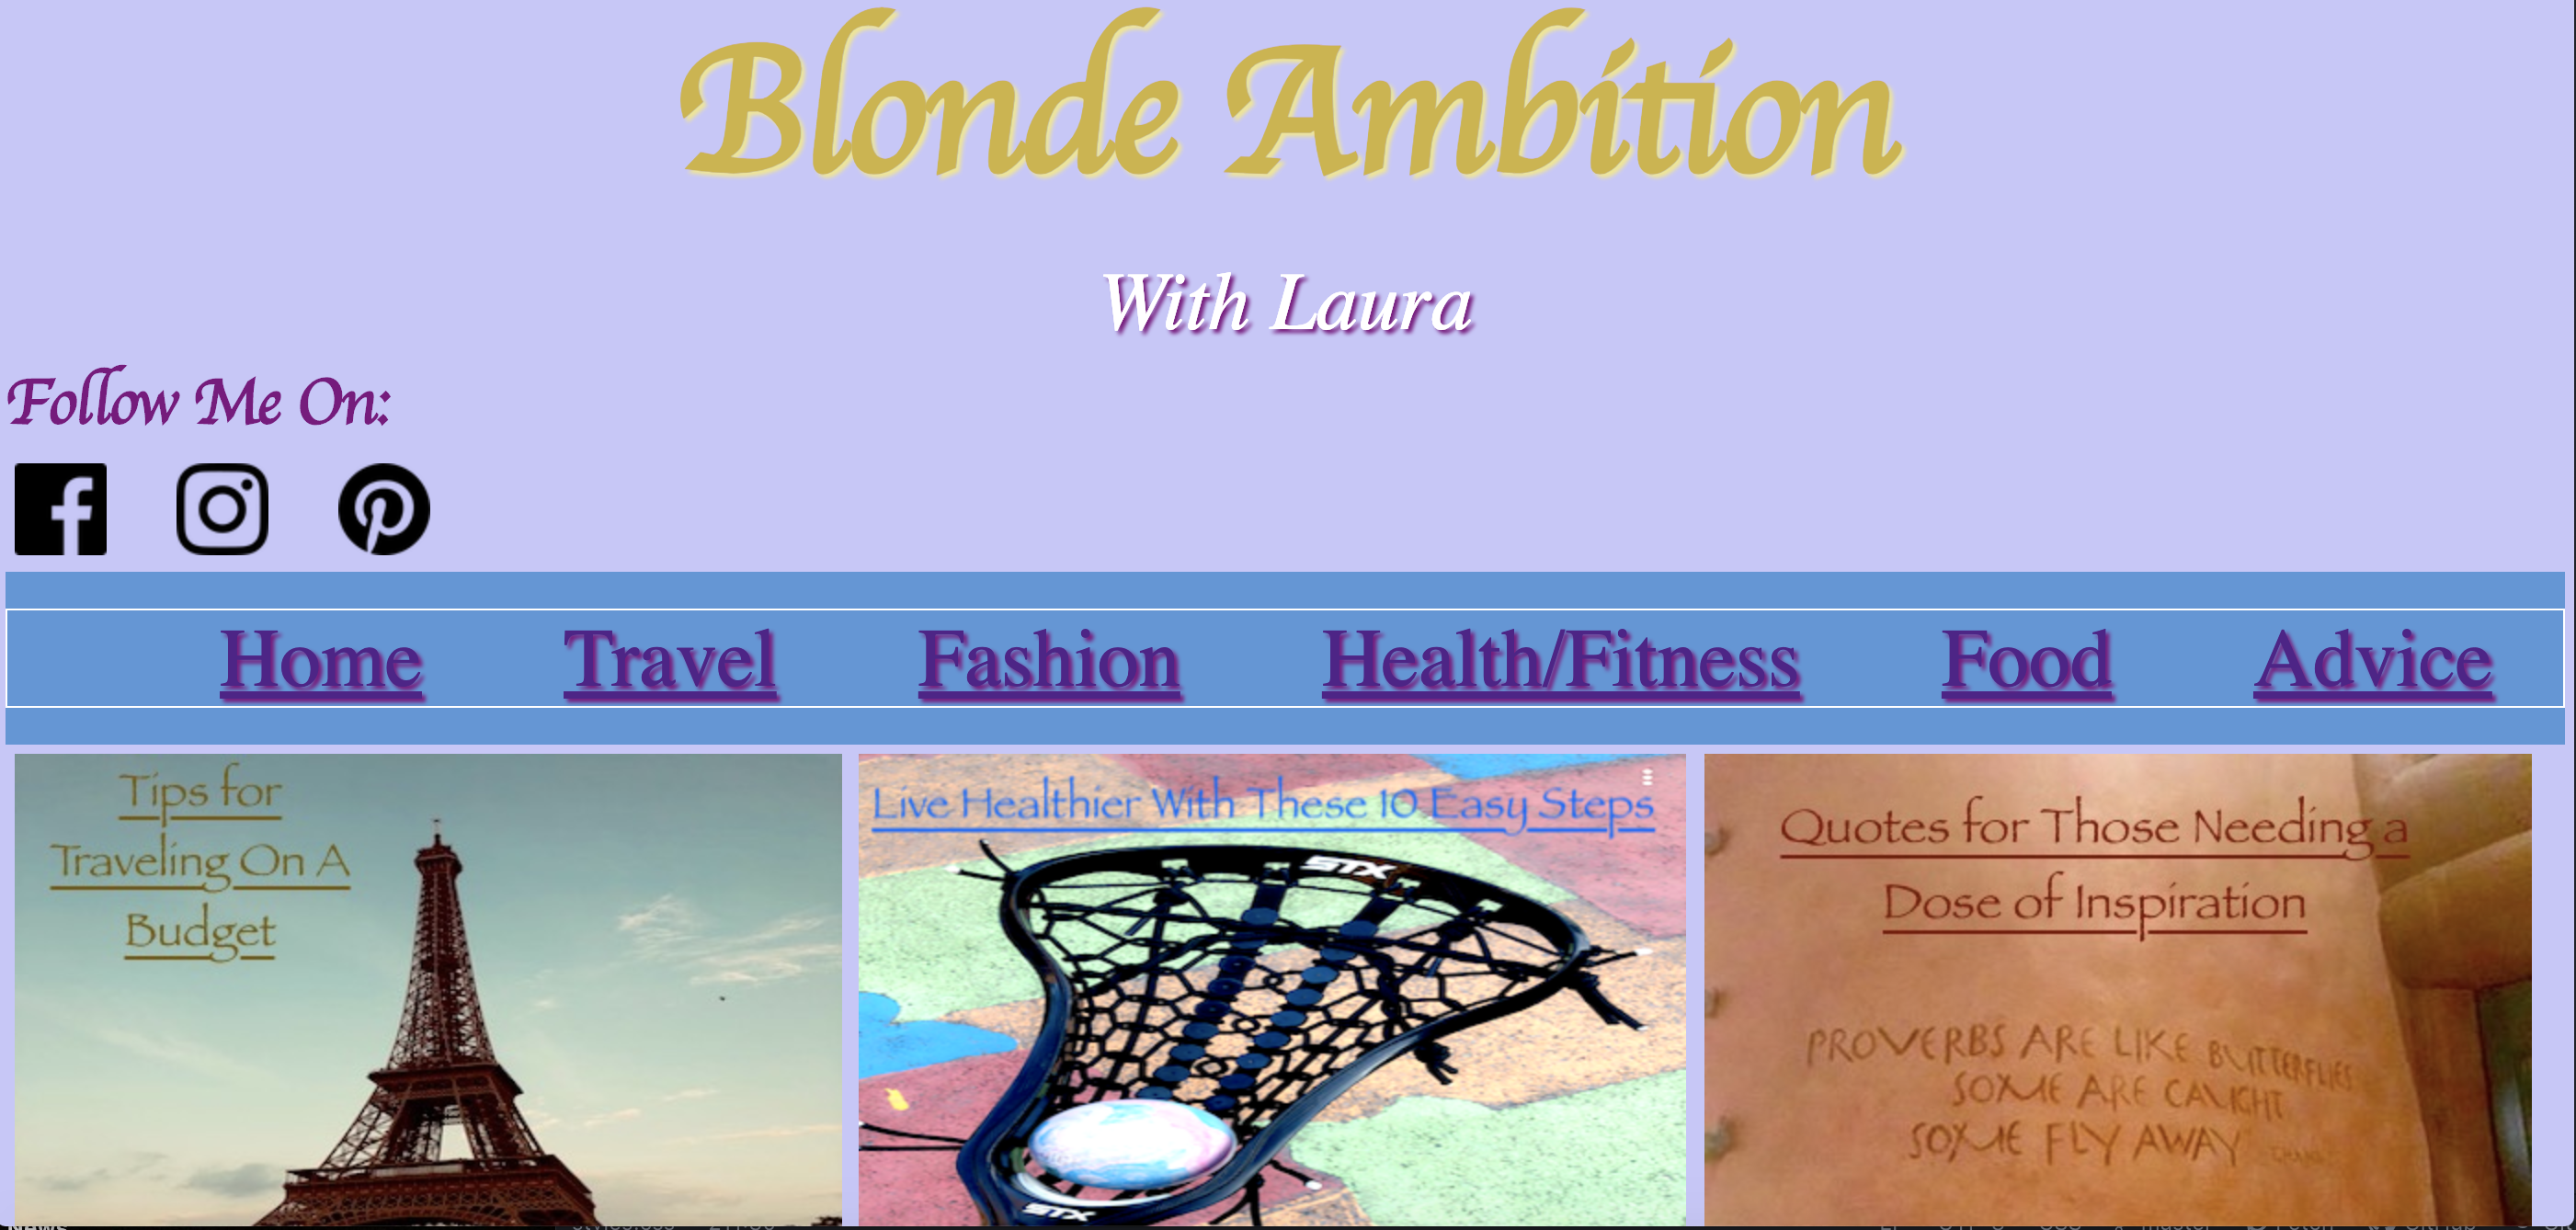 Blonde Ambition
With Laura
Follow Me On:
Home Travel Fashion Health/Fitness Food Advice
Tips for
Traveling On A
Budget
Live Healthier With These 10 Easy Steps
STX
STX
Quotes for Those Needing a
Dose of Inspiration
PROVERBS ARE LIKE BUTTERFLIES
SOME ARE CAUGHT
SOME FLY AWAY